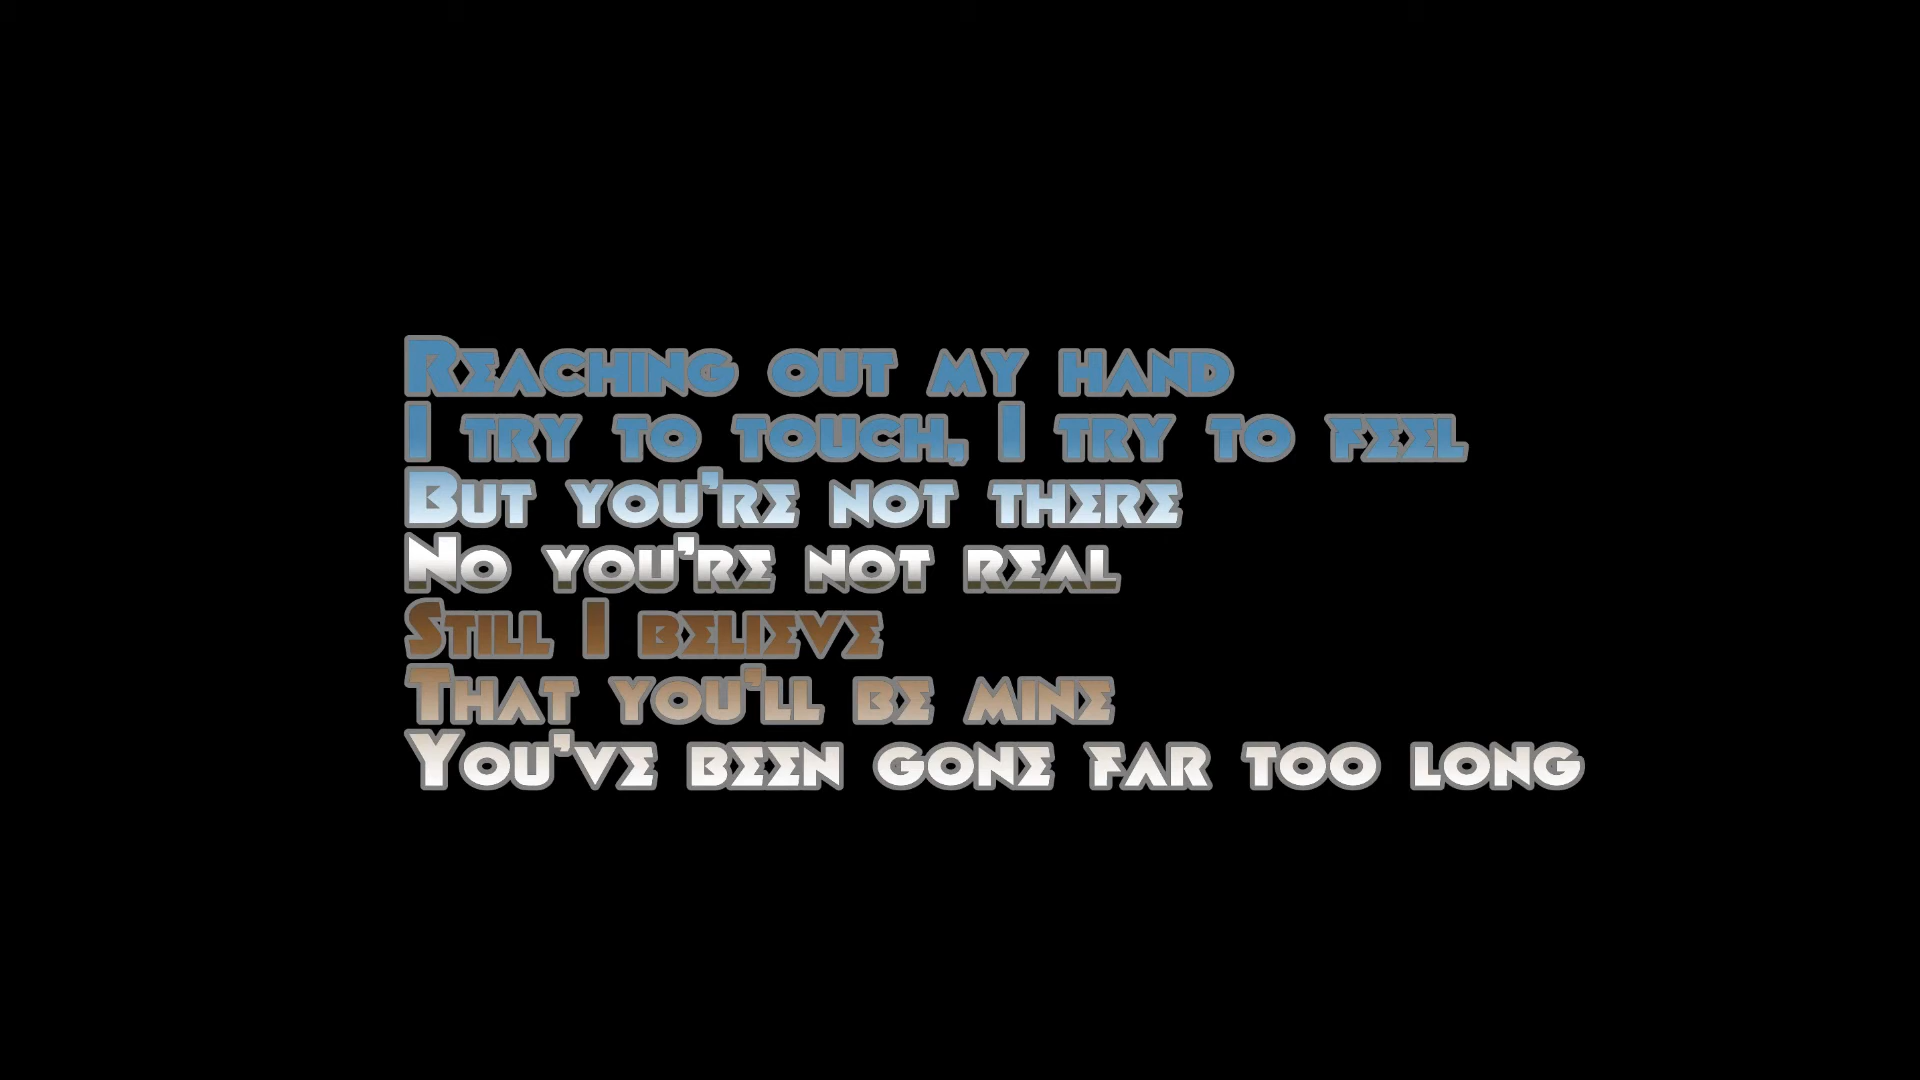 Reaching out my hand
I try to touch, I try to feel
But you're not there
No you're not real
Still I believe
That you'll be mine
You've been gone far too long